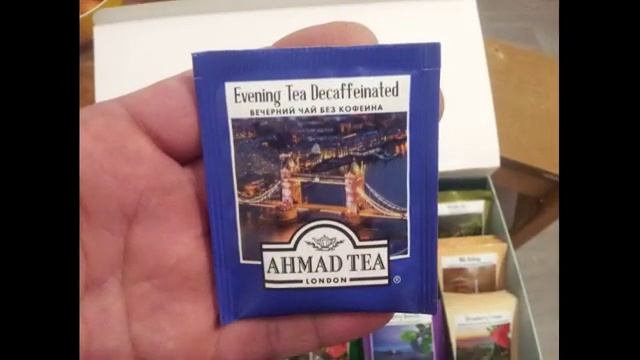 Evening Tea Decaffeinated
ВЕЧЕРНИЙ ЧАЙ БЕЗ КОФЕИНА
AHMAD TEA
LONDON
®